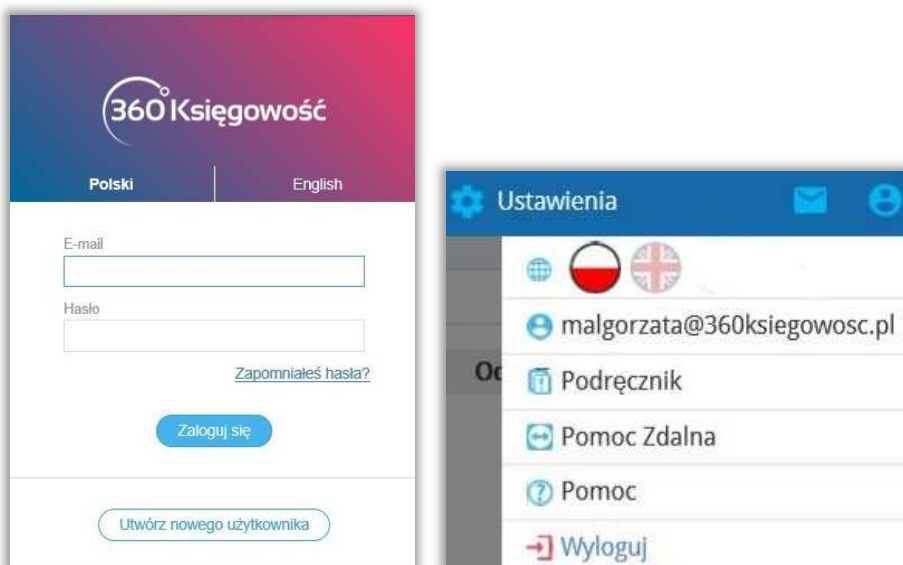 360 Księgowość
Polski
English
E-mail
Hasło
Zapomniałeś hasła?
Zaloguj się
Utwórz nowego użytkownika
Ustawienia
malgorzata@360ksiegowosc.pl
Od
Podręcznik
Pomoc Zdalna
Pomoc
Wyloguj